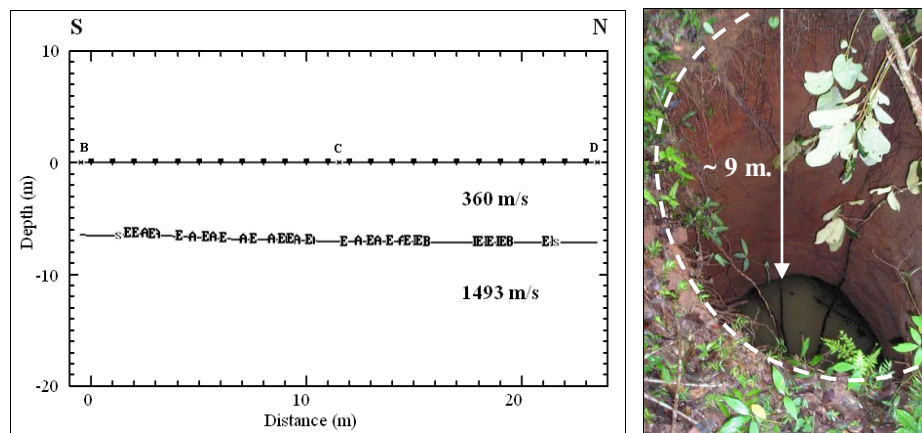 S N
10
0
-10
-20
Depth (m)
B C D
360 m/s
1493 m/s
0 10 20
Distance (m)
~ 9 m.